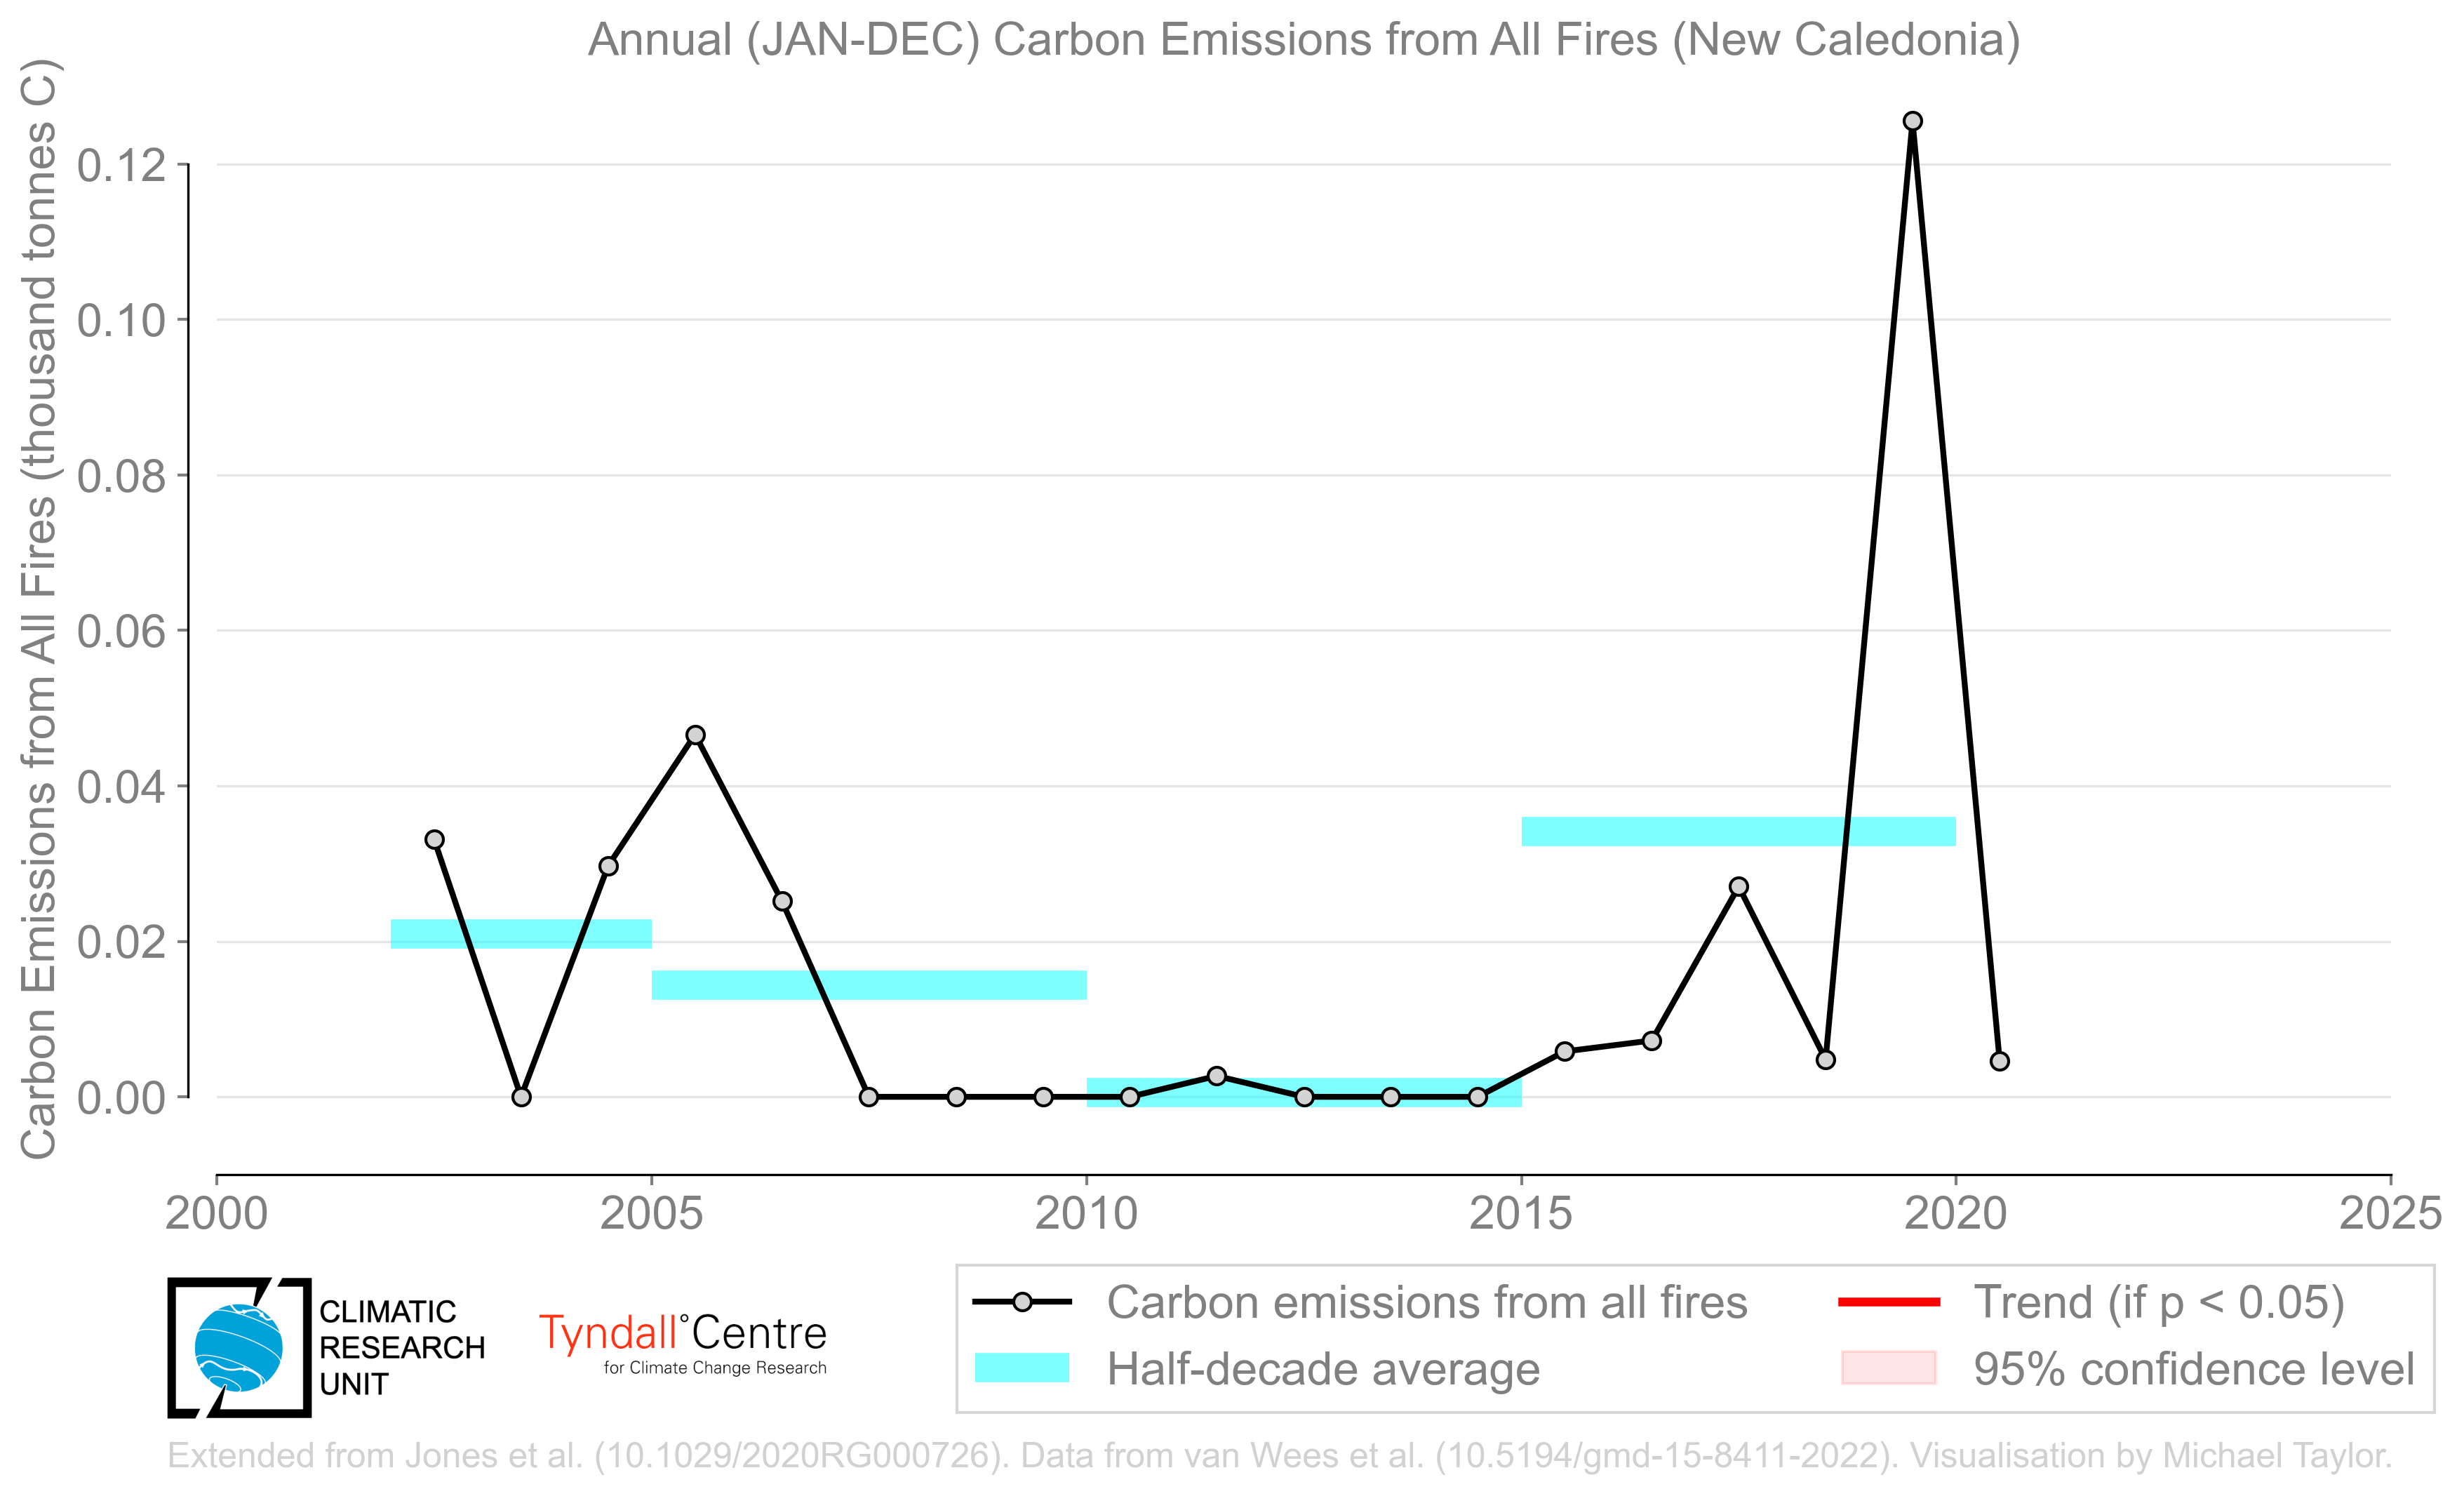 Annual (JAN-DEC) Carbon Emissions from All Fires (New Caledonia)
Carbon Emissions from All Fires (thousand tonnes C)
0.12
0.10
0.08
0.06
0.04
0.02
0.00
2000
2005
2010
2015
2020
2025
CLIMATIC
RESEARCH
UNIT
Tyndall°Centre
for Climate Change Research
Carbon emissions from all fires
Half-decade average
Trend (if p < 0.05)
95% confidence level
Extended from Jones et al. (10.1029/2020RG000726). Data from van Wees et al. (10.5194/gmd-15-8411-2022). Visualisation by Michael Taylor.